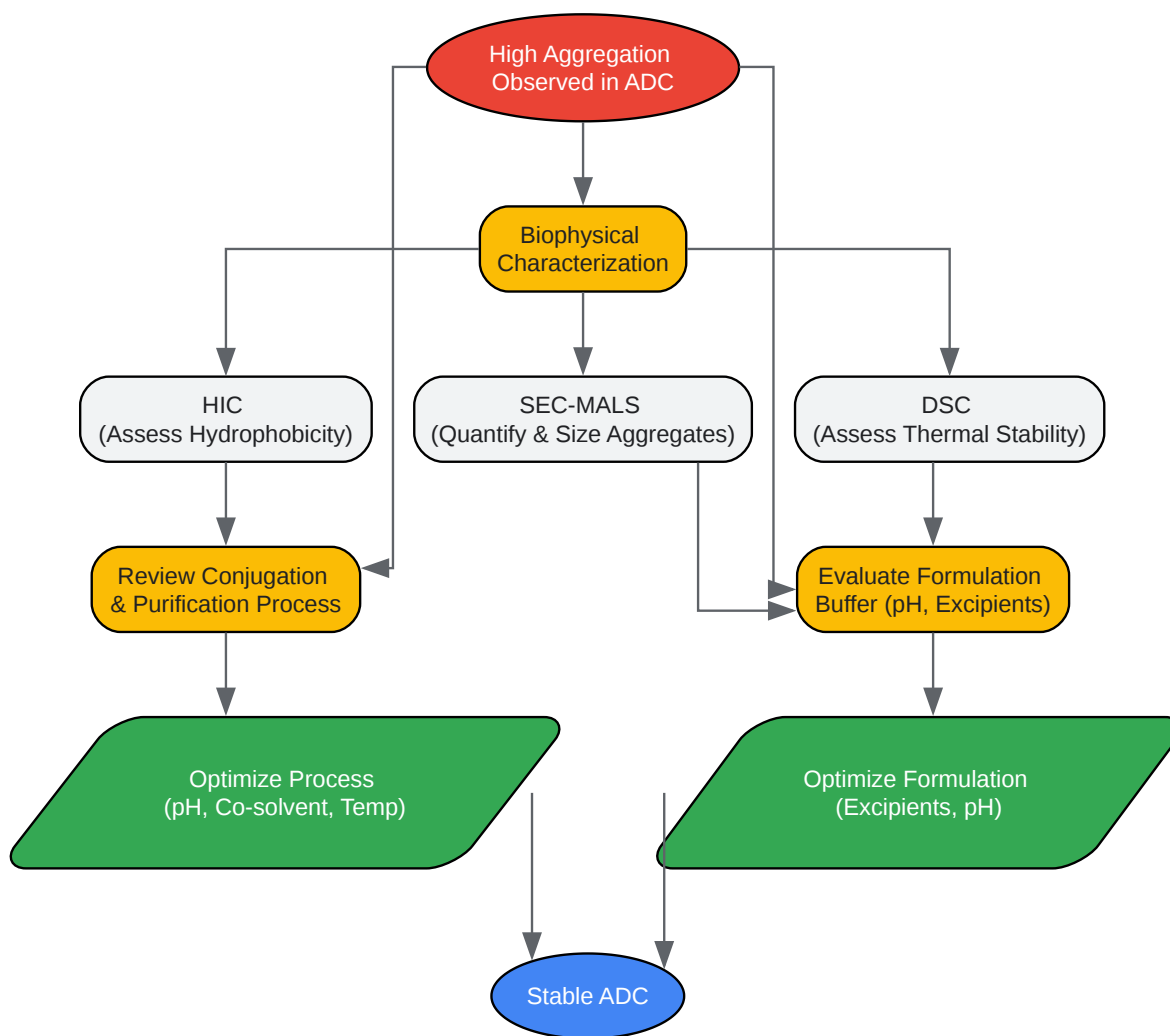 High Aggregation
Observed in ADC
Biophysical
Characterization
HIC
(Assess Hydrophobicity)
SEC-MALS
(Quantify & Size Aggregates)
DSC
(Assess Thermal Stability)
Review Conjugation
& Purification Process
Evaluate Formulation
Buffer (pH, Excipients)
Optimize Process
(pH, Co-solvent, Temp)
Optimize Formulation
(Excipients, pH)
Stable ADC